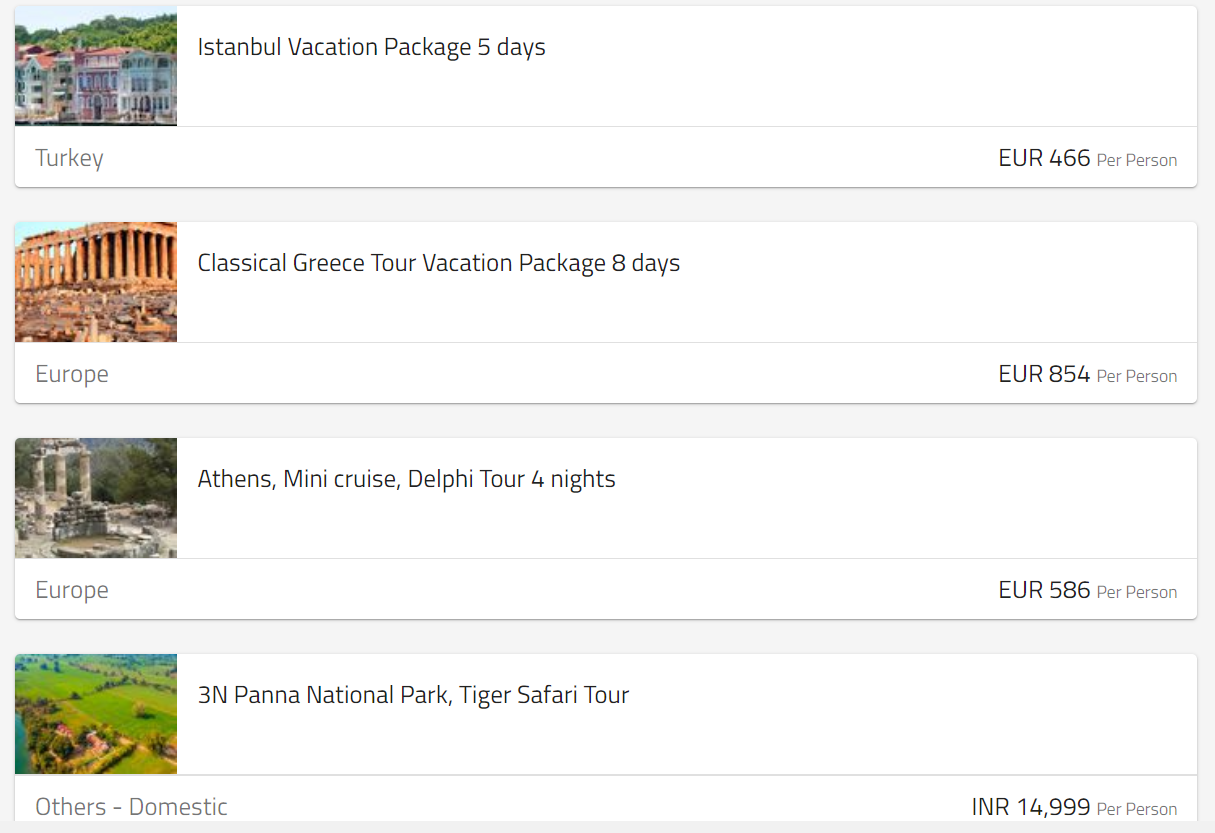 Istanbul Vacation Package 5 days
Turkey
EUR 466 Per Person
Classical Greece Tour Vacation Package 8 days
Europe
EUR 854 Per Person
Athens, Mini cruise, Delphi Tour 4 nights
Europe
EUR 586 Per Person
3N Panna National Park, Tiger Safari Tour
Others - Domestic
INR 14,999 Per Person